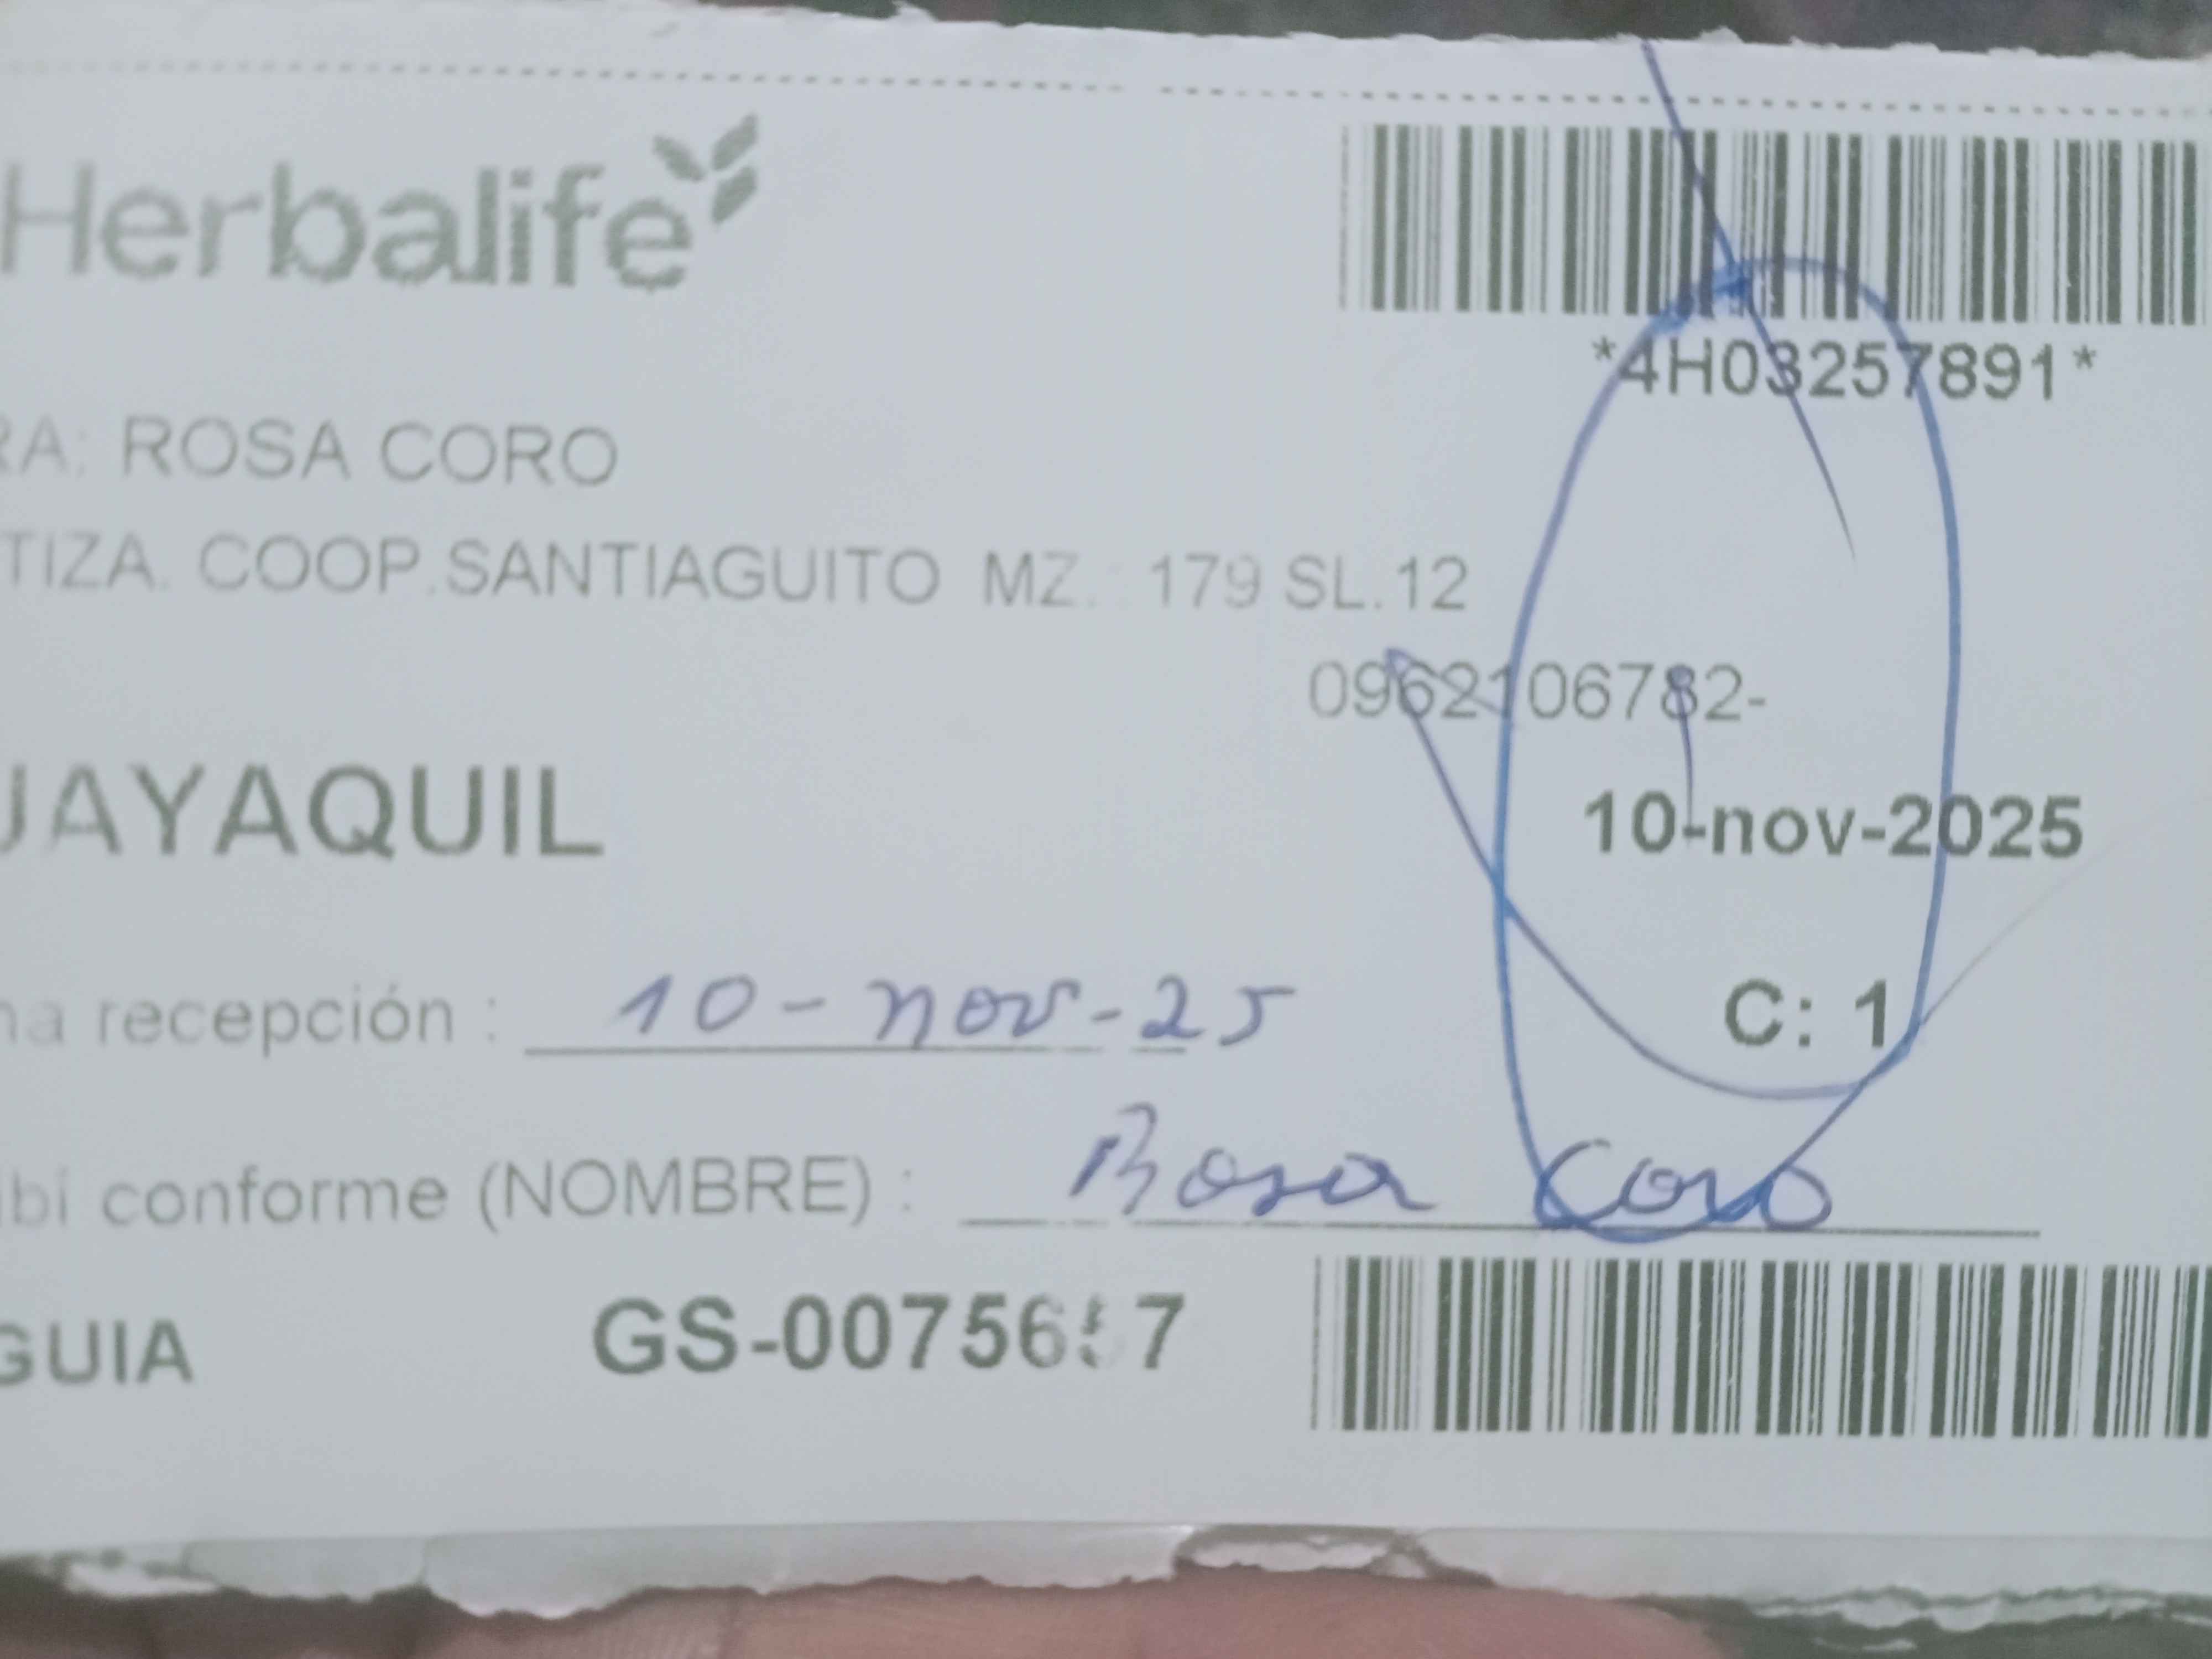 Herbalife
*4H03257891*
RA: ROSA CORO
TIZA. COOP.SANTIAGUITO MZ.: 179 SL.12
0962106782-
UAYAQUIL
10-nov-2025
C: 1
na recepción : 10-nov-25
ibí conforme (NOMBRE) : Rosa Coro
GUIA